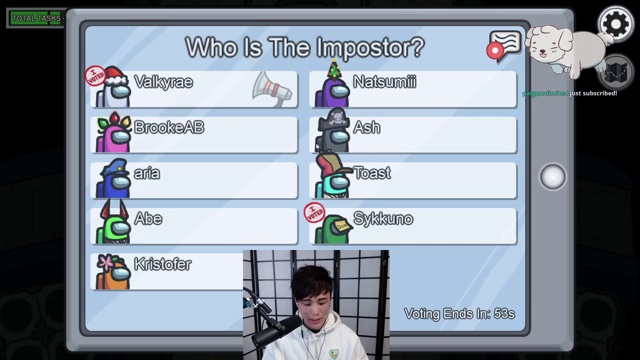 TOTAL TASKS
Who Is The Impostor?
I VOTED
Valkyrae
Natsumiii
just subscribed!
BrookeAB
Ash
aria
Toast
Abe
I VOTED
Sykkuno
Kristofer
Voting Ends In: 53s